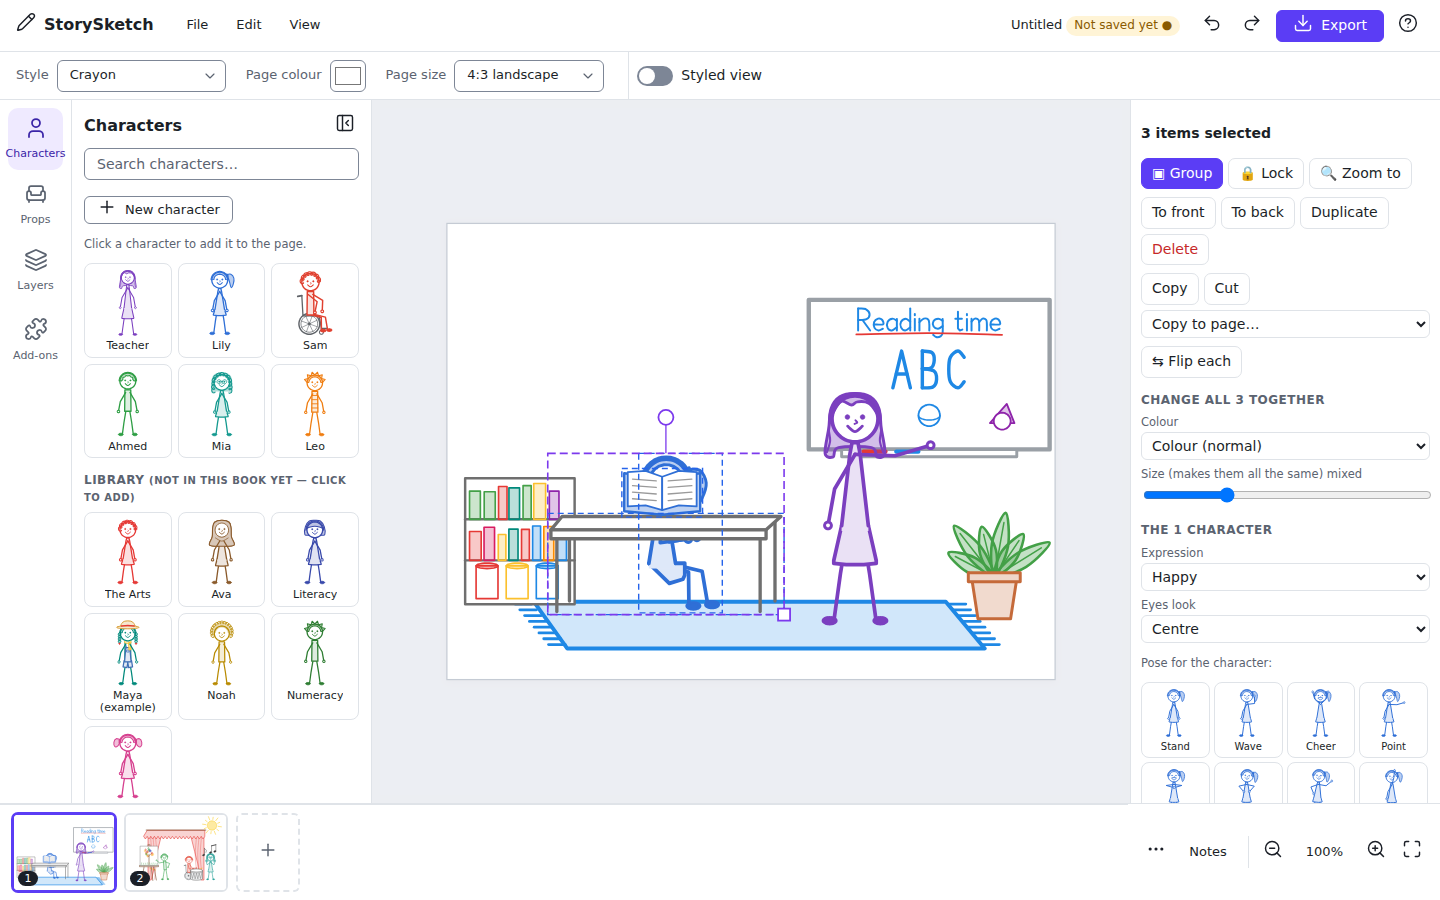 StorySketch
File
Edit
View
Untitled
Not saved yet
Export
Style
Crayon
Page colour
Page size
4:3 landscape
Styled view
Characters
Props
Layers
Add-ons
Characters
Search characters…
New character
Click a character to add it to the page.
Teacher
Lily
Sam
Ahmed
Mia
Leo
LIBRARY (NOT IN THIS BOOK YET — CLICK
TO ADD)
The Arts
Ava
Literacy
Maya
(example)
Noah
Numeracy
Reading time
ABC
3 items selected
Group
Lock
Zoom to
To front
To back
Duplicate
Delete
Copy
Cut
Copy to page…
Flip each
CHANGE ALL 3 TOGETHER
Colour
Colour (normal)
Size (makes them all the same) mixed
THE 1 CHARACTER
Expression
Happy
Eyes look
Centre
Pose for the character:
Stand
Wave
Cheer
Point
Reading time
ABC
1
2
Notes
100%